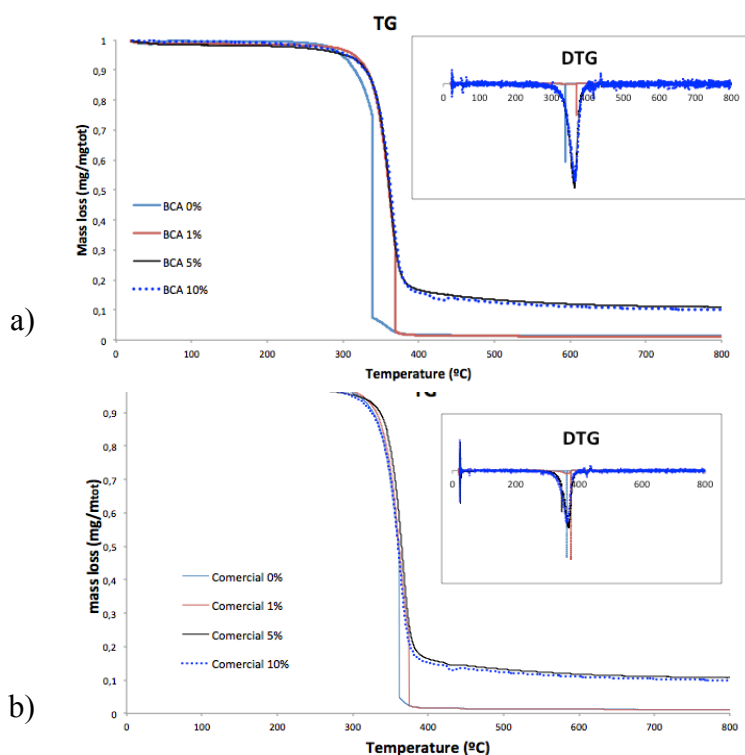 TG
1
0,9
0,8
0,7
0,6
0,5
0,4
0,3
0,2
0,1
0
Mass loss (mg/mgtot)
BCA 0%
BCA 1%
BCA 5%
BCA 10%
DTG
0 100 200 300 400 500 600 700 800
0 100 200 300 400 500 600 700 800
Temperature (ºC)
a)
TG
0,9
0,8
0,7
0,6
0,5
0,4
0,3
0,2
0,1
0
mass loss (mg/mtot)
Comercial 0%
Comercial 1%
Comercial 5%
Comercial 10%
DTG
0 200 400 600 800
0 100 200 300 400 500 600 700 800
Temperature (ºC)
b)